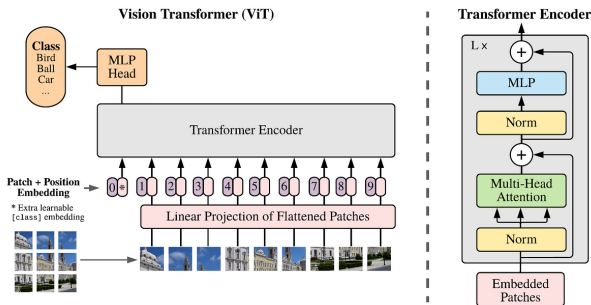 Vision Transformer (ViT)
Class
Bird
Ball
Car
...
MLP
Head
Transformer Encoder
Patch + Position
Embedding
* Extra learnable
[class] embedding
0 * 1 2 3 4 5 6 7 8 9
Linear Projection of Flattened Patches
Transformer Encoder
L ×
+
MLP
Norm
+
Multi-Head
Attention
Norm
Embedded
Patches